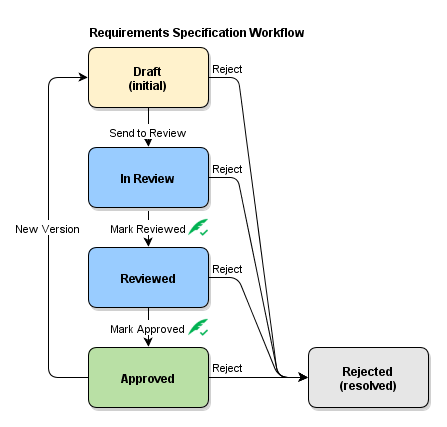 Requirements Specification Workflow
Draft
(initial)
Reject
Send to Review
In Review
Reject
Mark Reviewed
New Version
Reviewed
Reject
Mark Approved
Approved
Reject
Rejected
(resolved)